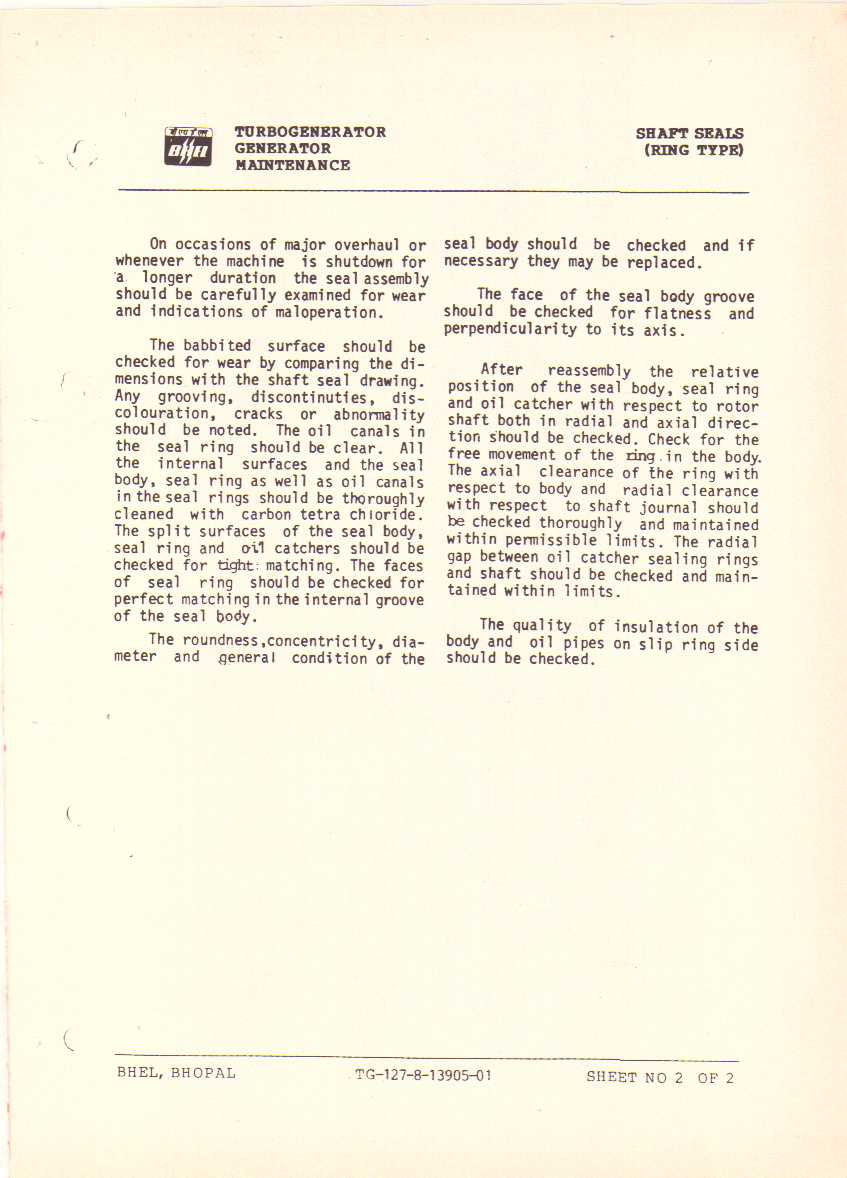 बी एच ई एल
BHEL
TURBOGENERATOR
GENERATOR
MAINTENANCE
SHAFT SEALS
(RING TYPE)
On occasions of major overhaul or
whenever the machine is shutdown for
a longer duration the seal assembly
should be carefully examined for wear
and indications of maloperation.
The babbited surface should be
checked for wear by comparing the di-
mensions with the shaft seal drawing.
Any grooving, discontinuties, dis-
colouration, cracks or abnormality
should be noted. The oil canals in
the seal ring should be clear. All
the internal surfaces and the seal
body, seal ring as well as oil canals
in the seal rings should be thoroughly
cleaned with carbon tetra chloride.
The split surfaces of the seal body,
seal ring and oil catchers should be
checked for tight matching. The faces
of seal ring should be checked for
perfect matching in the internal groove
of the seal body.
The roundness,concentricity, dia-
meter and general condition of the
seal body should be checked and if
necessary they may be replaced.
The face of the seal body groove
should be checked for flatness and
perpendicularity to its axis.
After reassembly the relative
position of the seal body, seal ring
and oil catcher with respect to rotor
shaft both in radial and axial direc-
tion should be checked. Check for the
free movement of the ring in the body.
The axial clearance of the ring with
respect to body and radial clearance
with respect to shaft journal should
be checked thoroughly and maintained
within permissible limits. The radial
gap between oil catcher sealing rings
and shaft should be checked and main-
tained within limits.
The quality of insulation of the
body and oil pipes on slip ring side
should be checked.
BHEL, BHOPAL
TG-127-8-13905-01
SHEET NO 2 OF 2